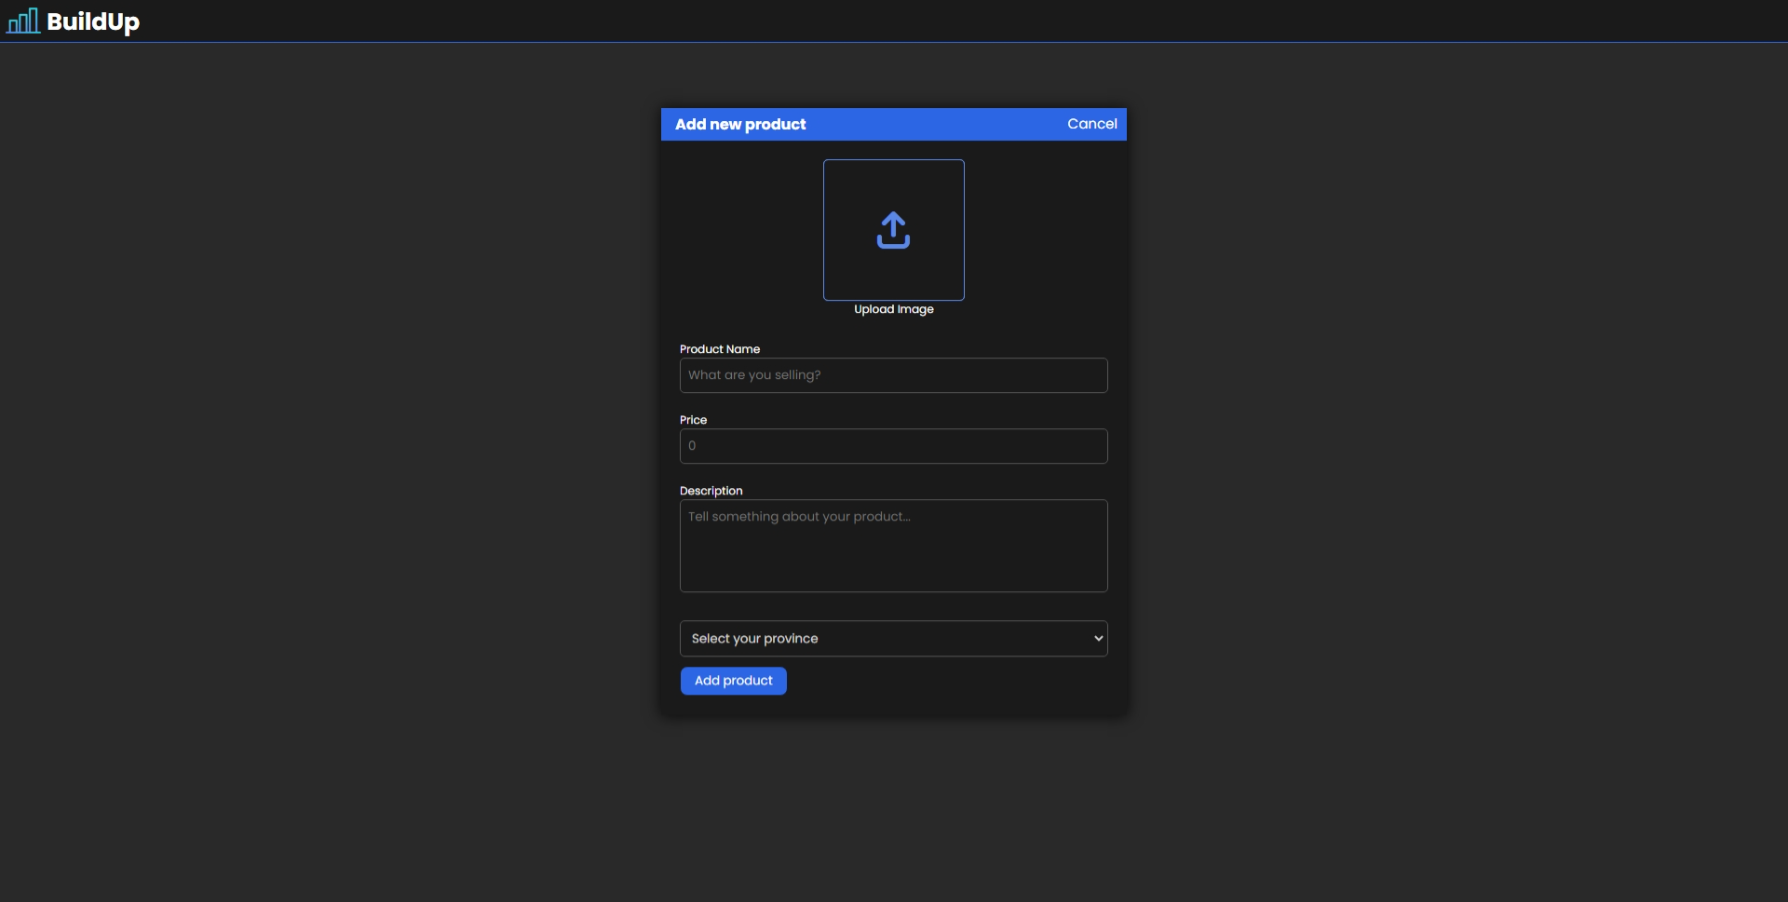 BuildUp
Add new product Cancel
Upload Image
Product Name
What are you selling?
Price
0
Description
Tell something about your product...
Select your province
Add product